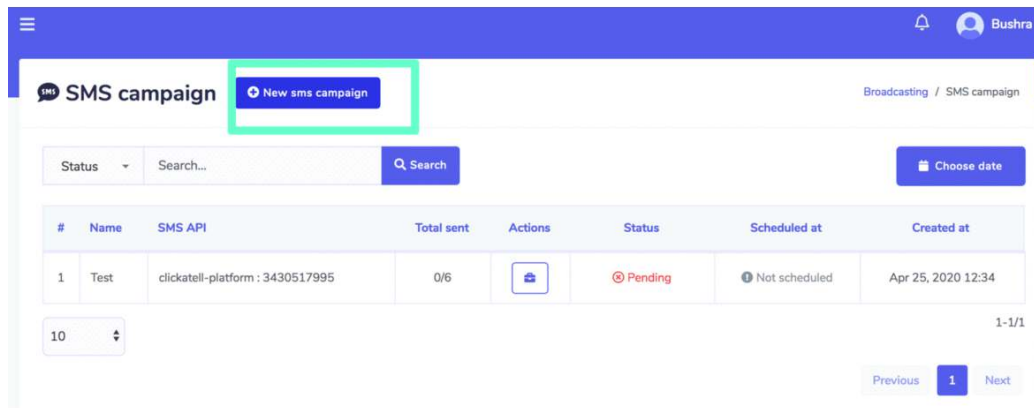 Bushra
SMS SMS campaign
New sms campaign
Broadcasting / SMS campaign
Status
Search...
Search
Choose date
# Name SMS API Total sent Actions Status Scheduled at Created at
1 Test clickatell-platform : 3430517995 0/6 Pending Not scheduled Apr 25, 2020 12:34
10
1-1/1
Previous 1 Next